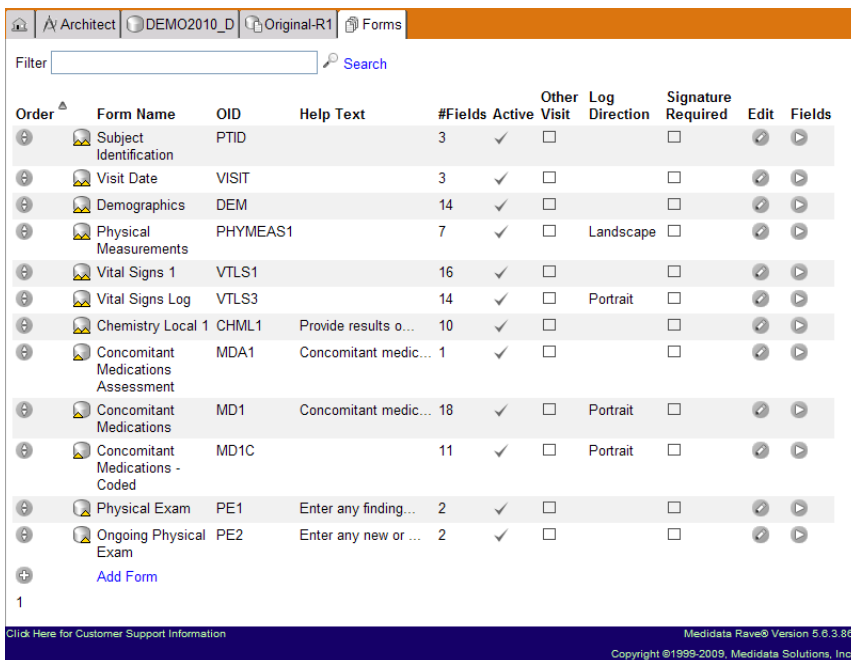 Architect DEMO2010_D Original-R1 Forms
Filter Search
Order Form Name OID Help Text #Fields Active Other Visit Log Direction Signature Required Edit Fields
Subject Identification PTID 3
Visit Date VISIT 3
Demographics DEM 14
Physical Measurements PHYMEAS1 7 Landscape
Vital Signs 1 VTLS1 16
Vital Signs Log VTLS3 14 Portrait
Chemistry Local 1 CHML1 Provide results o... 10
Concomitant Medications Assessment MDA1 Concomitant medic... 1
Concomitant Medications MD1 Concomitant medic... 18 Portrait
Concomitant Medications - Coded MD1C 11 Portrait
Physical Exam PE1 Enter any finding... 2
Ongoing Physical Exam PE2 Enter any new or ... 2
Add Form
1
Click Here for Customer Support Information Medidata Rave® Version 5.6.3.86
Copyright ©1999-2009, Medidata Solutions, Inc